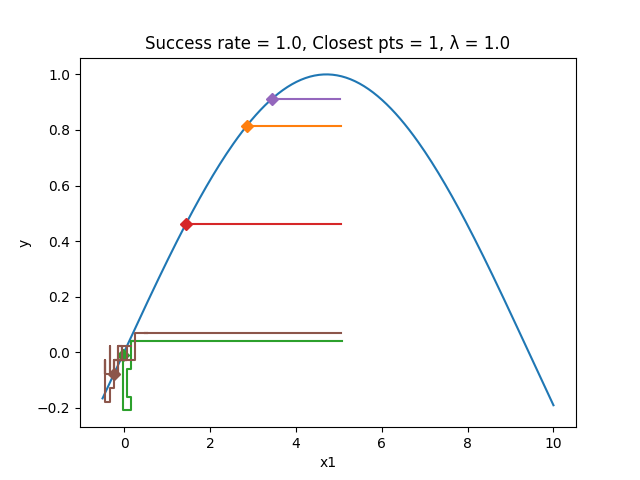 Success rate = 1.0, Closest pts = 1, λ = 1.0
1.0
0.8
0.6
0.4
0.2
0.0
−0.2
y
0 2 4 6 8 10
x1